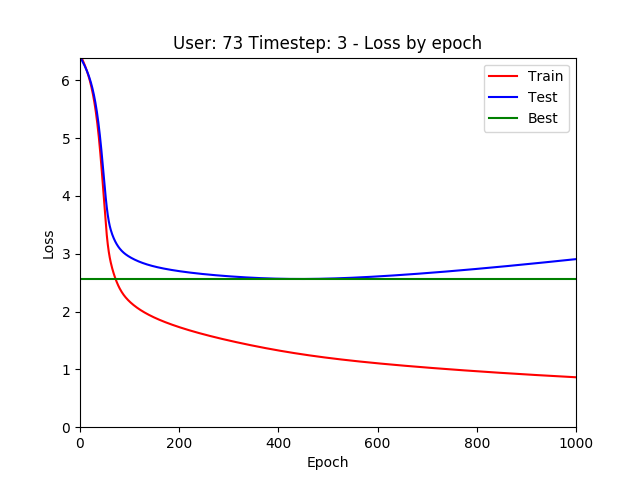 User: 73 Timestep: 3 - Loss by epoch
Train
Test
Best
6
5
4
3
2
1
0
Loss
0 200 400 600 800 1000
Epoch